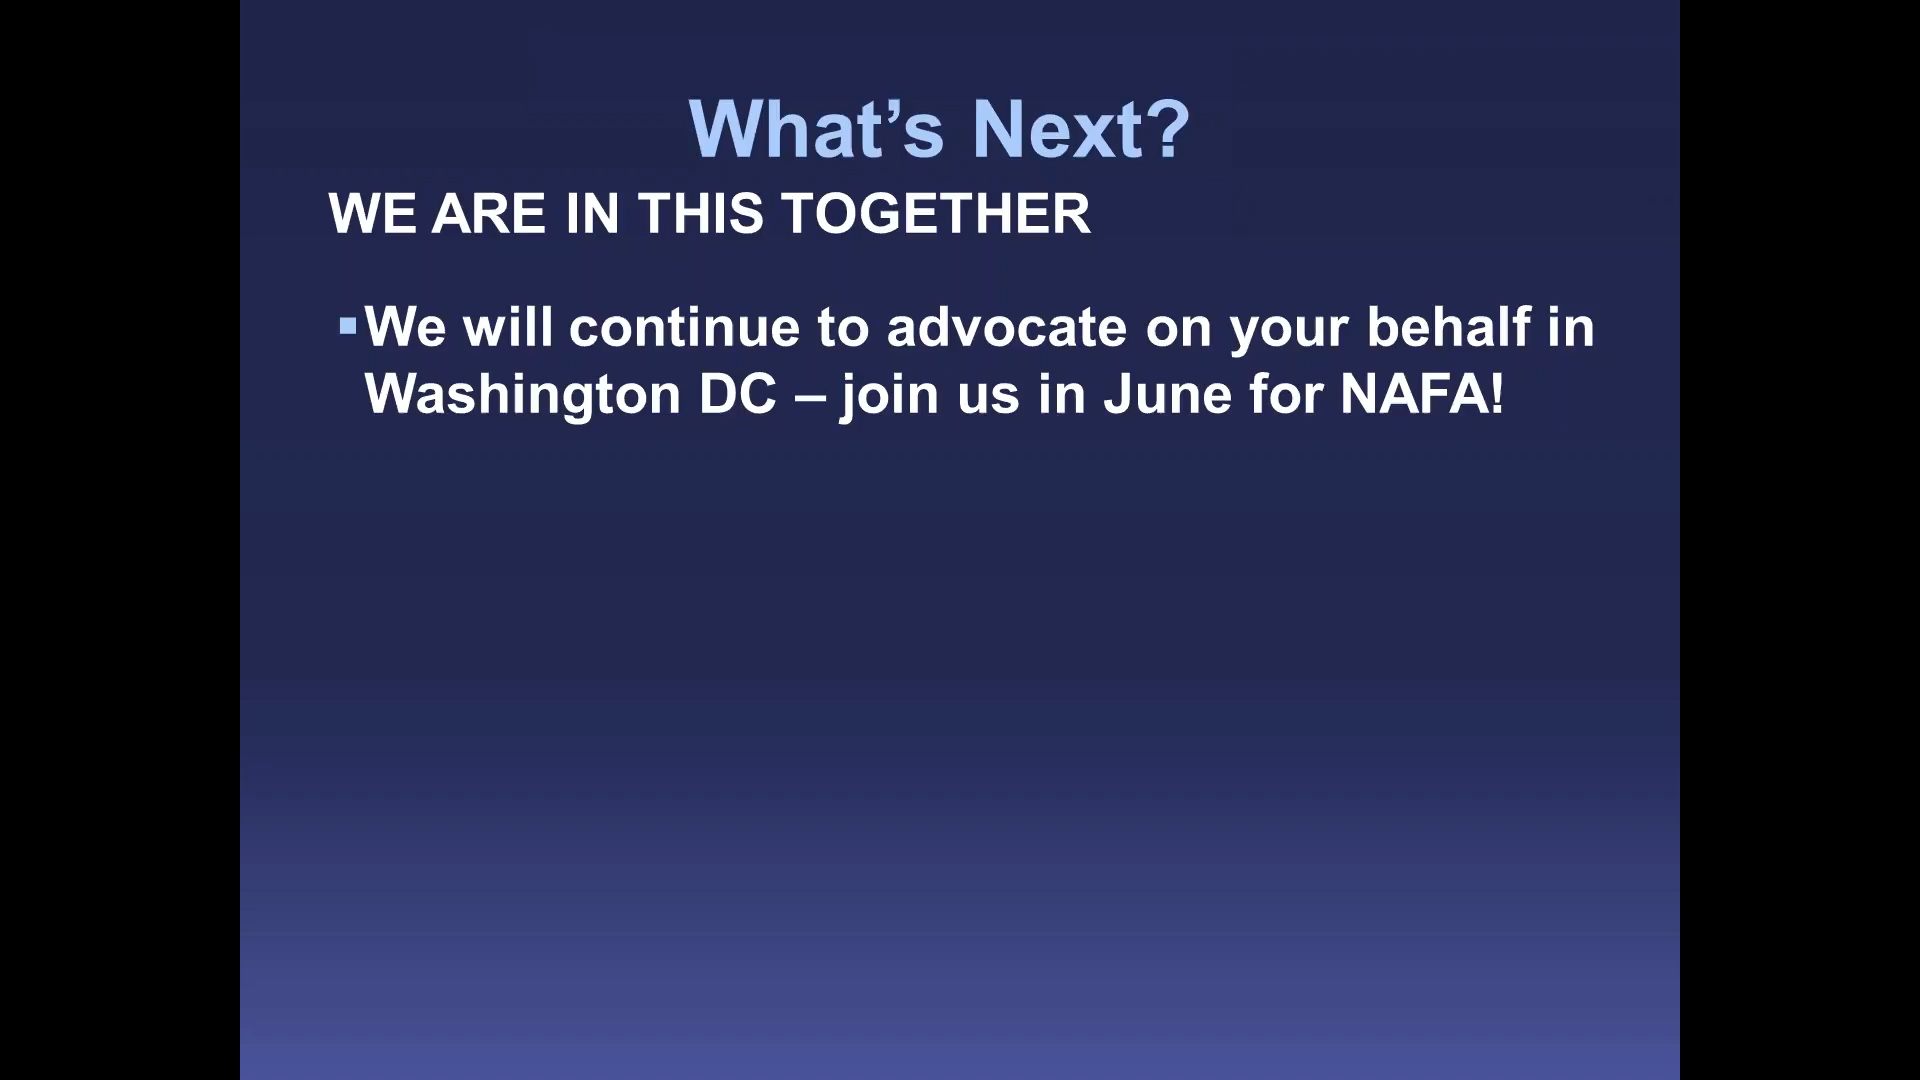 What’s Next?
WE ARE IN THIS TOGETHER
▪We will continue to advocate on your behalf in
Washington DC – join us in June for NAFA!